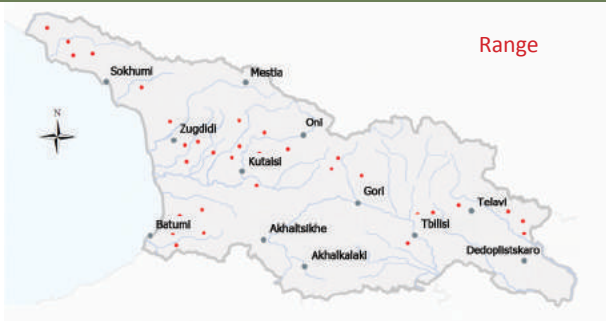 Range
Sokhumi
Mestia
N
Zugdidi
Oni
Kutaisi
Gori
Telavi
Batumi
Akhaltsikhe
Tbilisi
Akhalkalaki
Dedoplistskaro